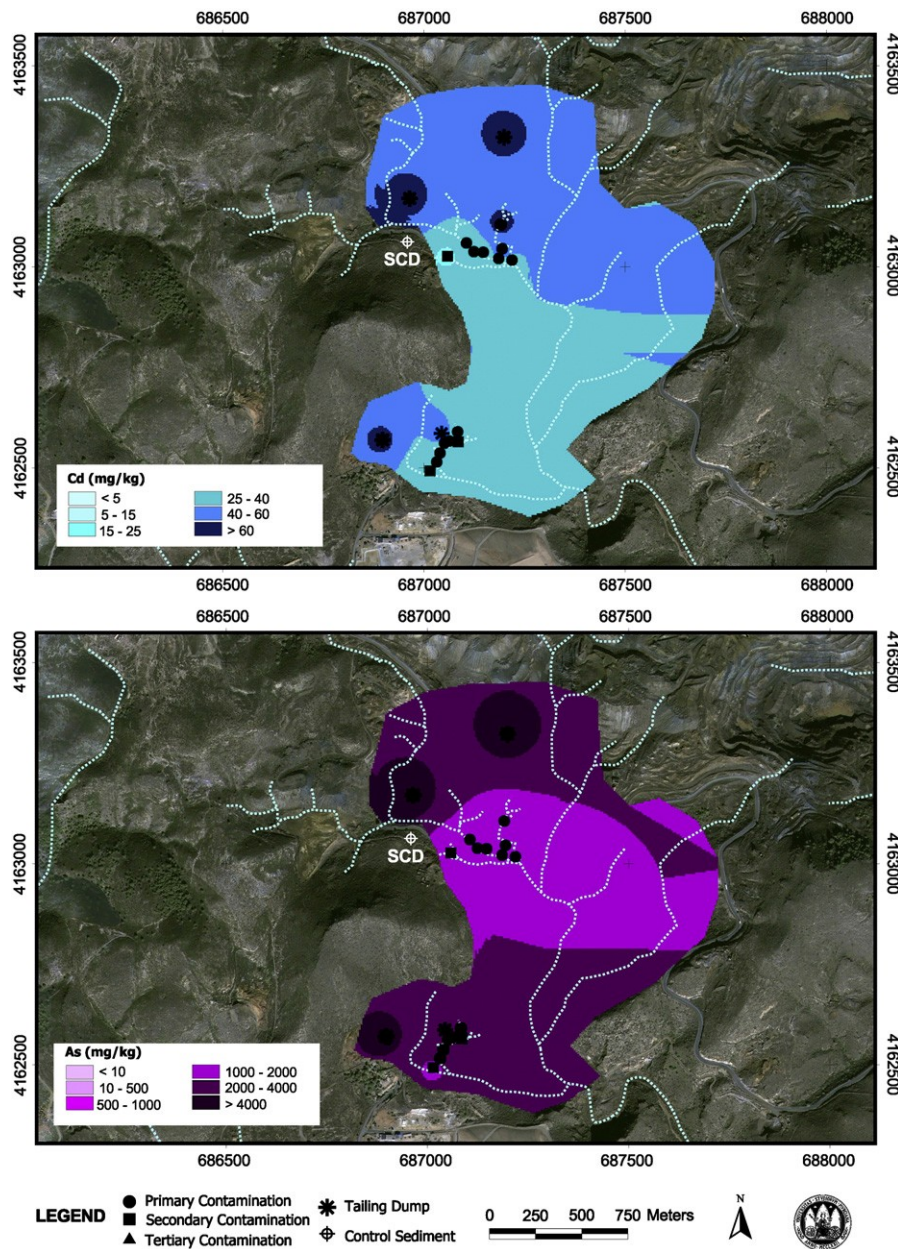 686500 687000 687500 688000
4163500 4163500
4163000 4163000
SCD
4162500 4162500
Cd (mg/kg)
< 5 25 - 40
5 - 15 40 - 60
15 - 25 > 60
686500 687000 687500 688000
686500 687000 687500 688000
4163500 4163500
4163000 4163000
SCD
4162500 4162500
As (mg/kg)
< 10 1000 - 2000
10 - 500 2000 - 4000
500 - 1000 > 4000
686500 687000 687500 688000
LEGEND
Primary Contamination
Secondary Contamination
Tertiary Contamination
Tailing Dump
Control Sediment
0 250 500 750 Meters
N